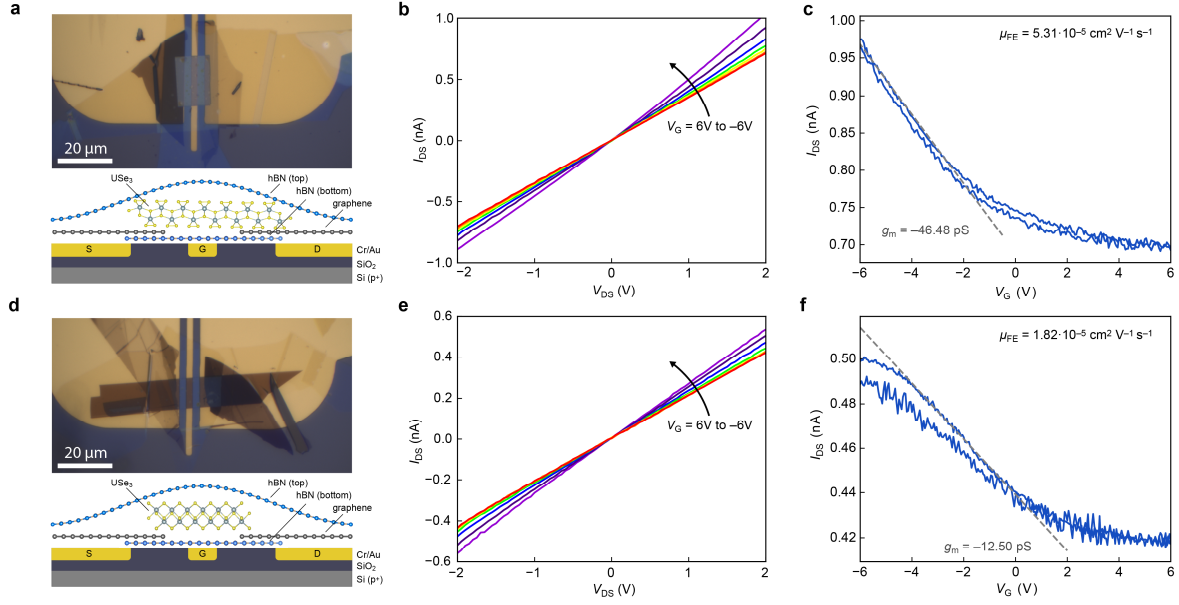 a
20 µm
USe3
hBN (top)
hBN (bottom)
graphene
S
G
D
Cr/Au
SiO2
Si (p+)
b
1.0
0.5
0.0
−0.5
−1.0
−2
−1
0
1
2
IDS (nA)
VDS (V)
VG = 6V to −6V
c
1.00
0.95
0.90
0.85
0.80
0.75
0.70
−6
−4
−2
0
2
4
6
IDS (nA)
VG (V)
µFE = 5.31·10−5 cm2 V−1 s−1
gm = −46.48 pS
d
20 µm
USe3
hBN (top)
hBN (bottom)
graphene
S
G
D
Cr/Au
SiO2
Si (p+)
e
0.6
0.4
0.2
0.0
−0.2
−0.4
−0.6
−2
−1
0
1
2
IDS (nA)
VDS (V)
VG = 6V to −6V
f
0.50
0.48
0.46
0.44
0.42
−6
−4
−2
0
2
4
6
IDS (nA)
VG (V)
µFE = 1.82·10−5 cm2 V−1 s−1
gm = −12.50 pS